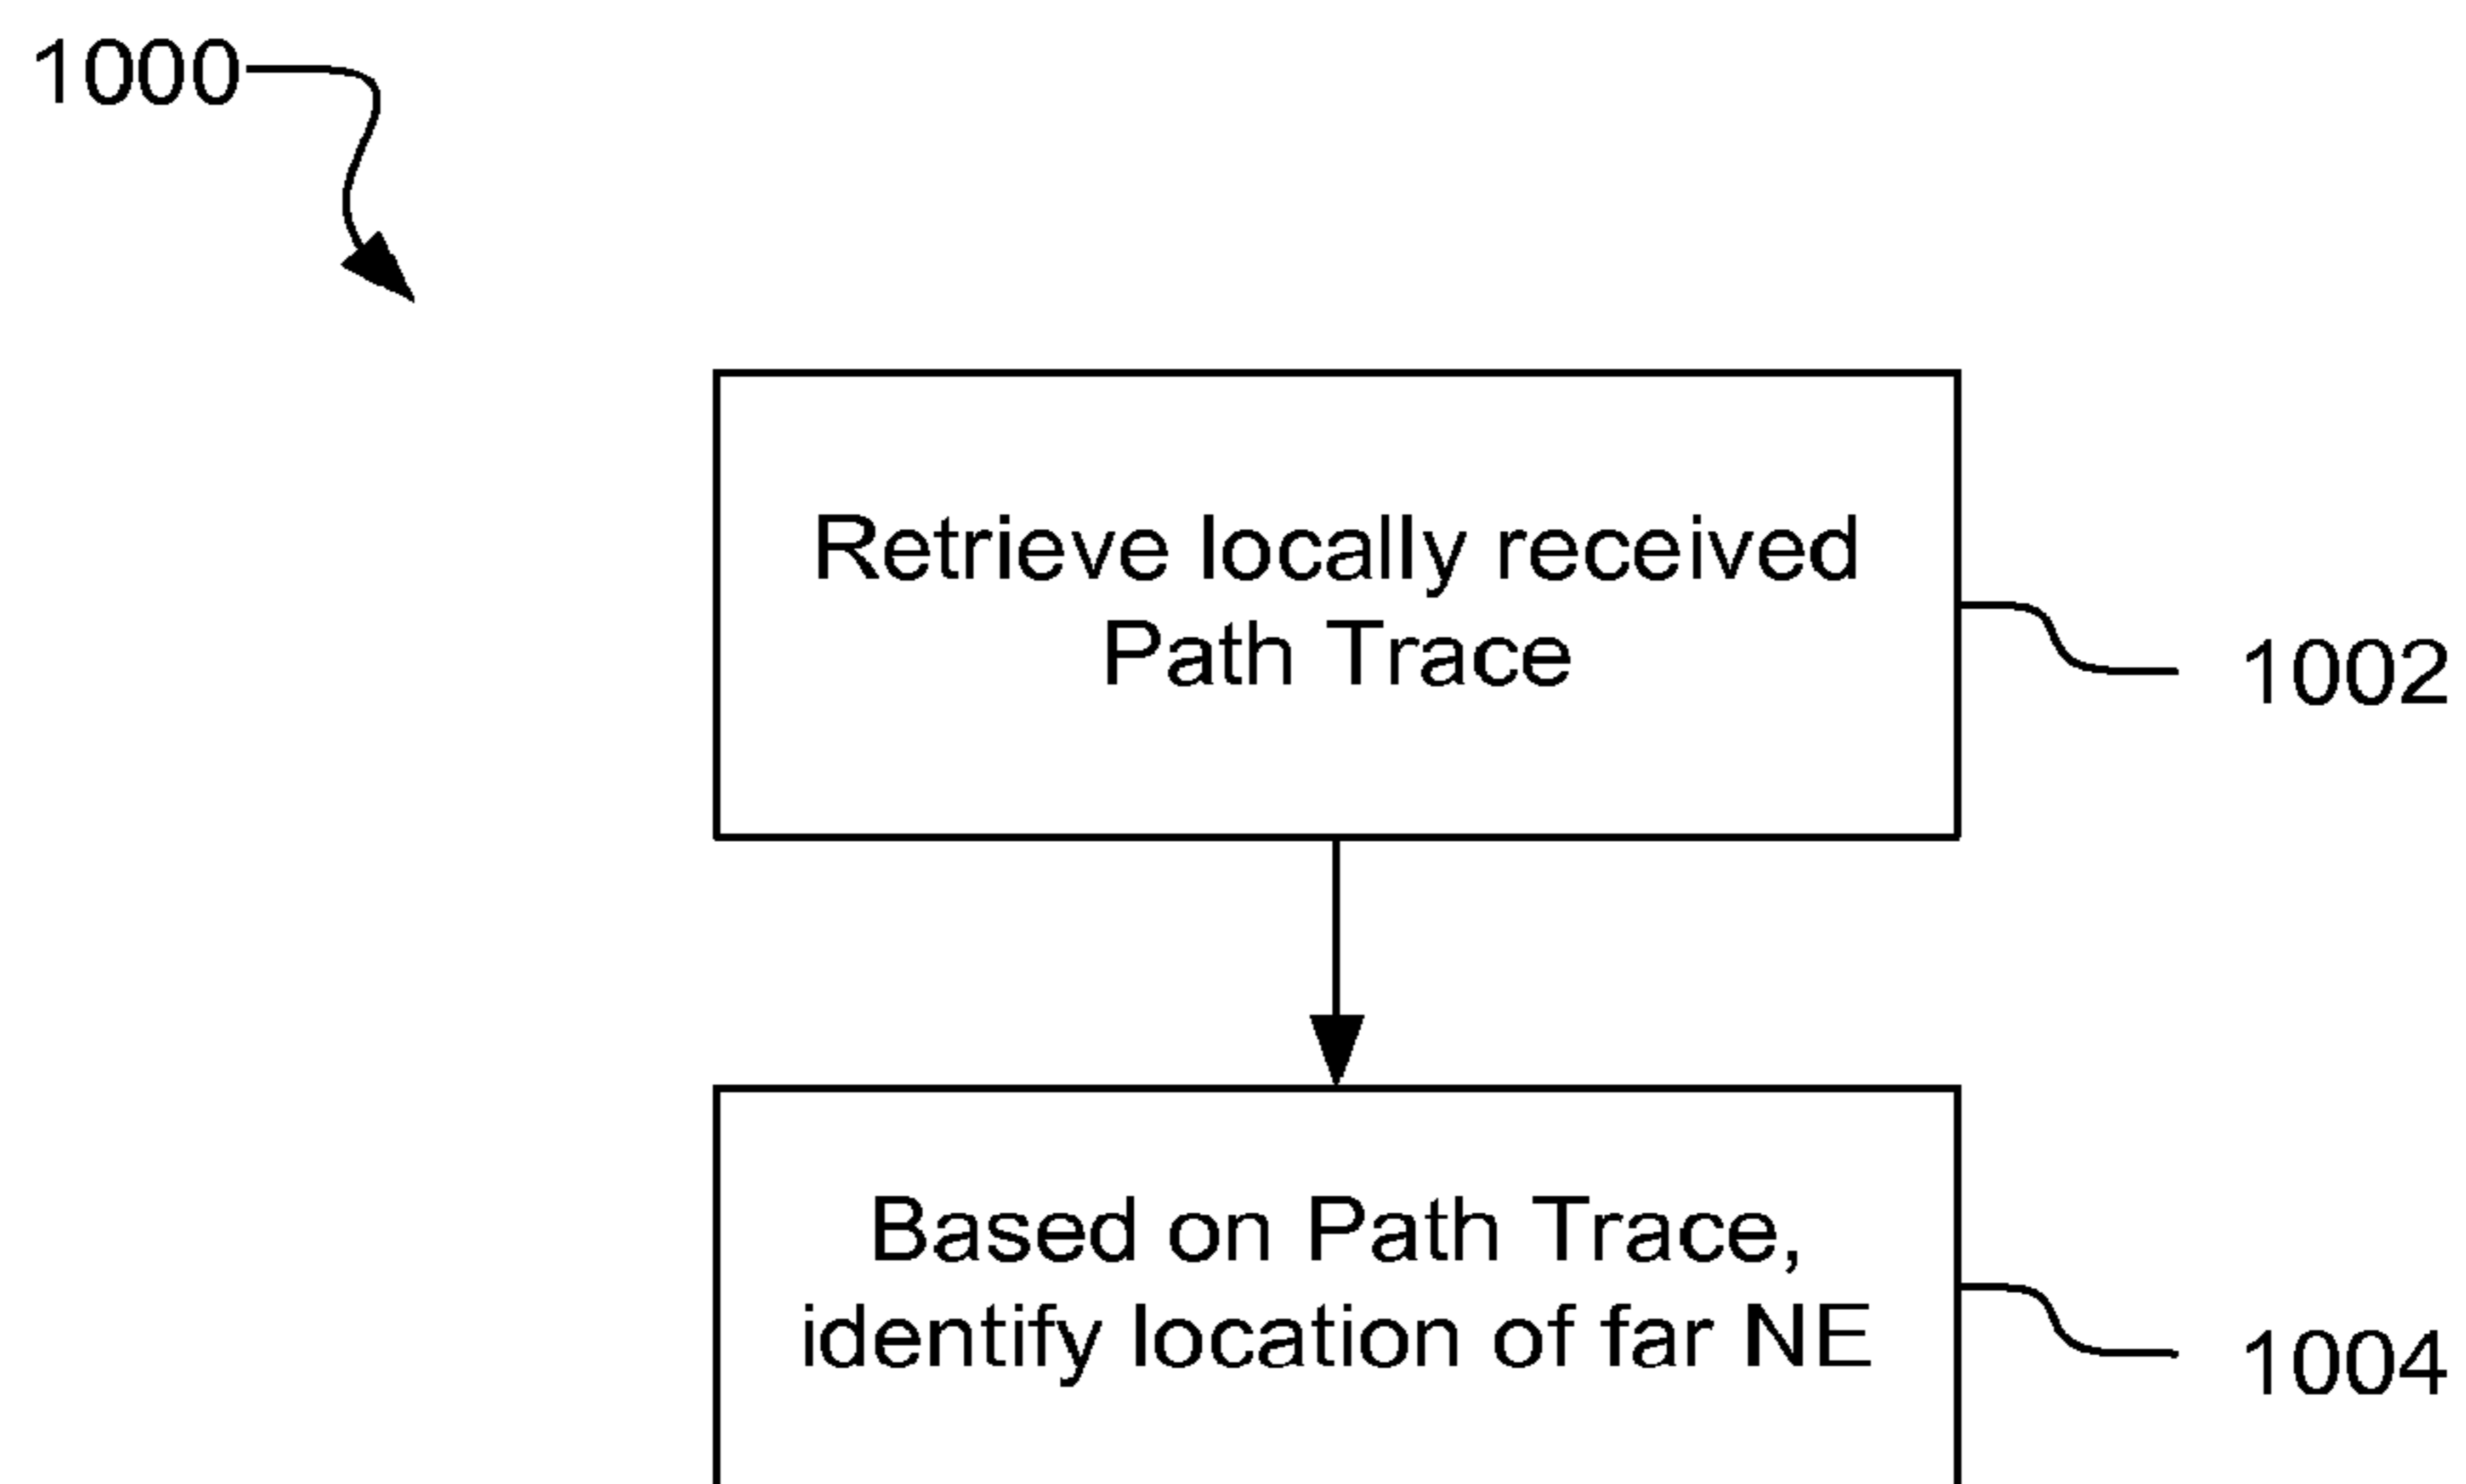 1000
Retrieve locally received
Path Trace
1002
Based on Path Trace,
identify location of far NE
1004